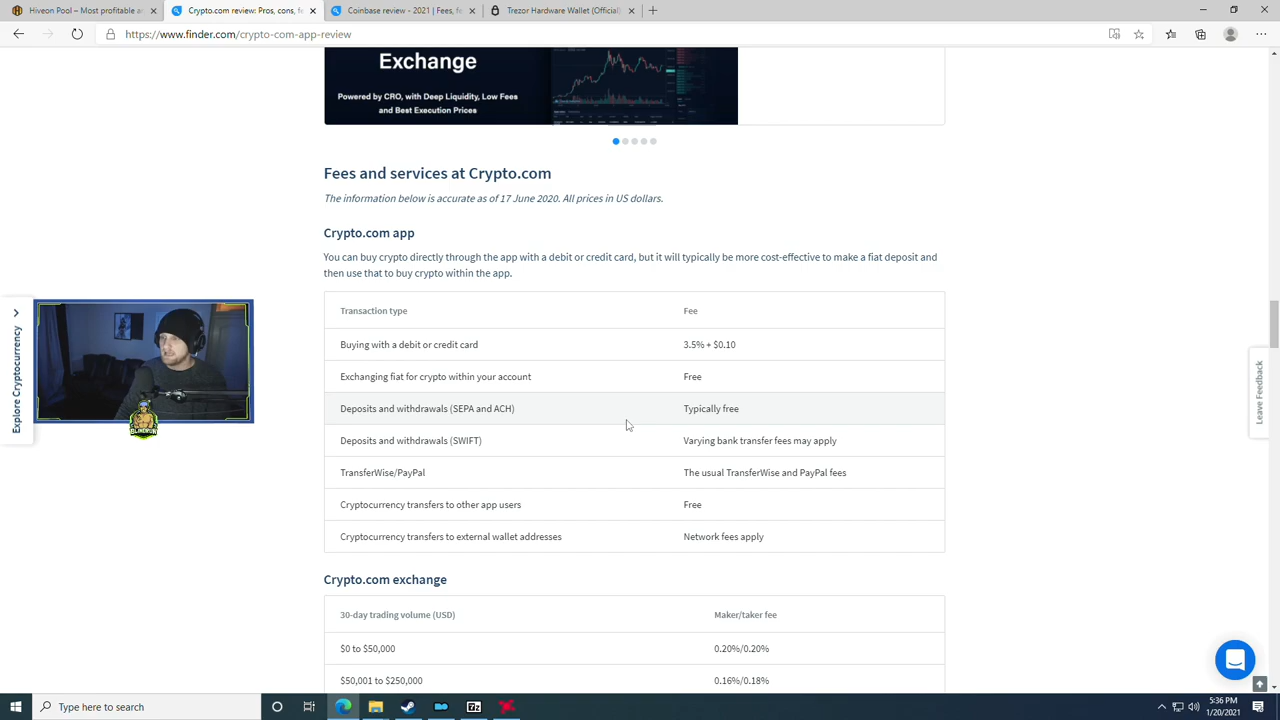 Hiveon Pool – Most profitable a
Crypto.com review: Pros, cons, fe
Coinbase review - 2021 | Fees, fe
Trezor Hardware Wallet (Official)
https://www.finder.com/crypto-com-app-review
Exchange
Powered by CRO, with Deep Liquidity, Low Fees
and Best Execution Prices
Fees and services at Crypto.com
The information below is accurate as of 17 June 2020. All prices in US dollars.
Crypto.com app
You can buy crypto directly through the app with a debit or credit card, but it will typically be more cost-effective to make a fiat deposit and
then use that to buy crypto within the app.
Transaction type Fee
Buying with a debit or credit card 3.5% + $0.10
Exchanging fiat for crypto within your account Free
Deposits and withdrawals (SEPA and ACH) Typically free
Deposits and withdrawals (SWIFT) Varying bank transfer fees may apply
TransferWise/PayPal The usual TransferWise and PayPal fees
Cryptocurrency transfers to other app users Free
Cryptocurrency transfers to external wallet addresses Network fees apply
Crypto.com exchange
30-day trading volume (USD) Maker/taker fee
$0 to $50,000 0.20%/0.20%
$50,001 to $250,000 0.16%/0.18%
Explore Cryptocurrency
Leave Feedback
Type here to search
5:36 PM
1/20/2021